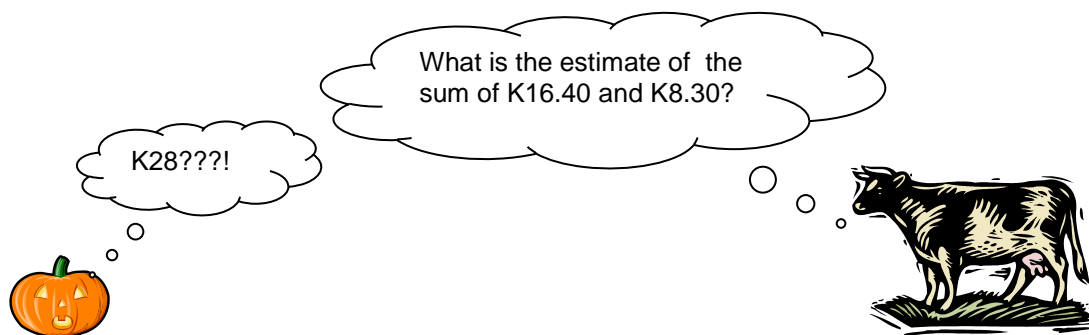 What is the estimate of the
sum of K16.40 and K8.30?
K28???!